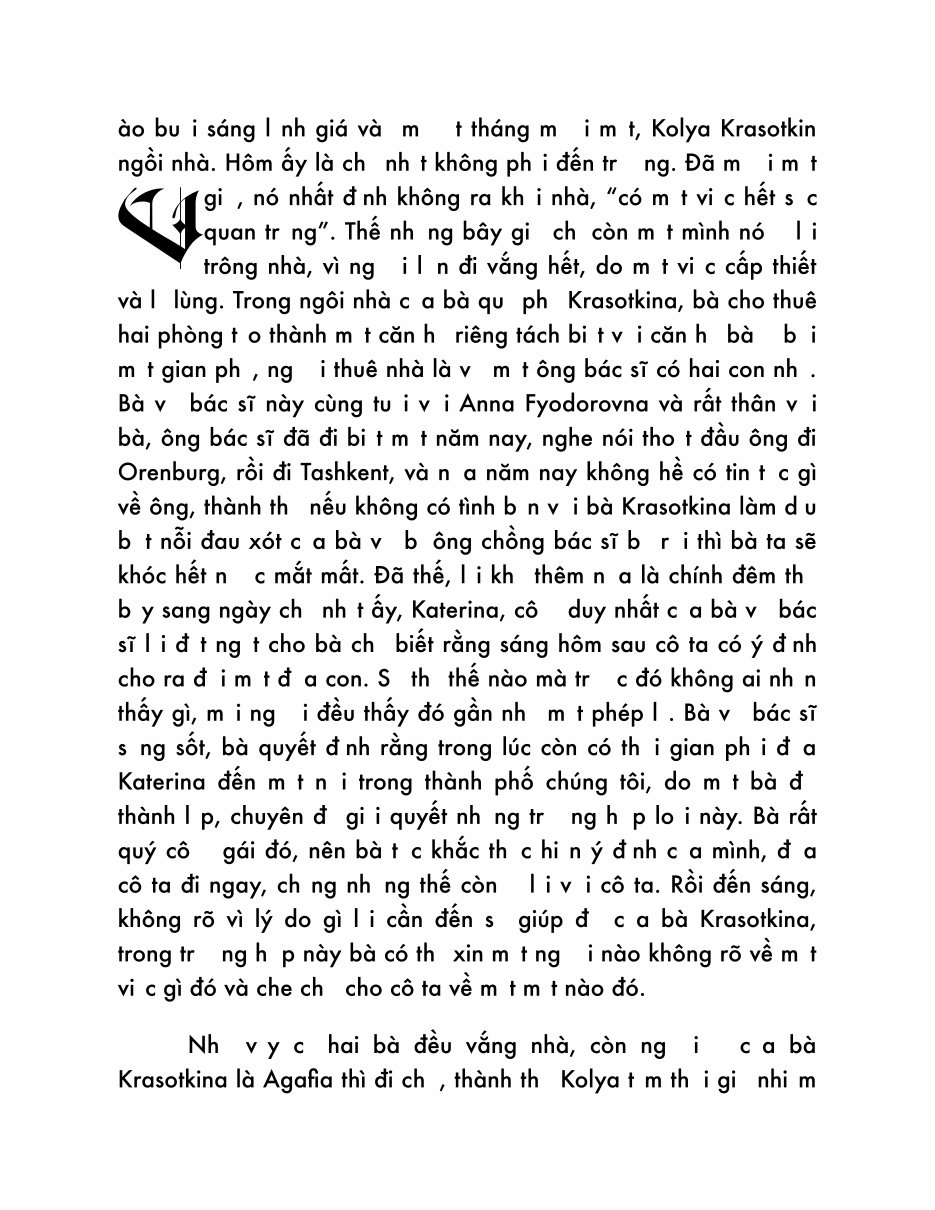 ào bu i sáng l nh giá và m t tháng m i m t, Kolya Krasotkin
ngồi nhà. Hôm ấy là ch nh t không ph i đến tr ng. Đã m i m t
V gi , nó nhất đ nh không ra kh i nhà, “có m t vi c hết s c
quan tr ng”. Thế nh ng bây gi ch còn m t mình nó l i
trông nhà, vì ng i l n đi vắng hết, do m t vi c cấp thiết
và l lùng. Trong ngôi nhà c a bà qu ph Krasotkina, bà cho thuê
hai phòng t o thành m t căn h riêng tách bi t v i căn h bà b i
m t gian ph , ng i thuê nhà là v m t ông bác sĩ có hai con nh .
Bà v bác sĩ này cùng tu i v i Anna Fyodorovna và rất thân v i
bà, ông bác sĩ đã đi bi t m t năm nay, nghe nói tho t đầu ông đi
Orenburg, rồi đi Tashkent, và n a năm nay không hề có tin t c gì
về ông, thành th nếu không có tình b n v i bà Krasotkina làm d u
b t nỗi đau xót c a bà v b ông chồng bác sĩ b r i thì bà ta sẽ
khóc hết n c mắt mất. Đã thế, l i kh thêm n a là chính đêm th
b y sang ngày ch nh t ấy, Katerina, cô duy nhất c a bà v bác
sĩ l i đ t ng t cho bà ch biết rằng sáng hôm sau cô ta có ý đ nh
cho ra đ i m t đ a con. S th thế nào mà tr c đó không ai nh n
thấy gì, m i ng i đều thấy đó gần nh m t phép l . Bà v bác sĩ
s ng sốt, bà quyết đ nh rằng trong lúc còn có th i gian ph i đ a
Katerina đến m t n i trong thành phố chúng tôi, do m t bà đ
thành l p, chuyên đ gi i quyết nh ng tr ng h p lo i này. Bà rất
quý cô gái đó, nên bà t c khắc th c hi n ý đ nh c a mình, đ a
cô ta đi ngay, ch ng nh ng thế còn l i v i cô ta. Rồi đến sáng,
không rõ vì lý do gì l i cần đến s giúp đ c a bà Krasotkina,
trong tr ng h p này bà có th xin m t ng i nào không rõ về m t
vi c gì đó và che ch cho cô ta về m t m t nào đó.
Nh v y c hai bà đều vắng nhà, còn ng i c a bà
Krasotkina là Agafia thì đi ch , thành th Kolya t m th i gi nhi m